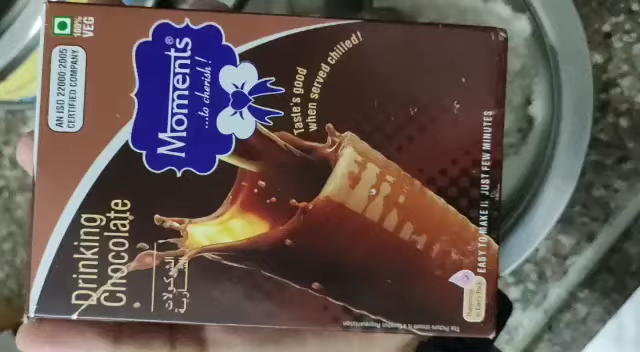 100%
VEG
AN ISO 22000:2005
CERTIFIED COMPANY
Moments®
...to cherish!
Taste's good
when served chilled!
Drinking
Chocolate
EASY TO MAKE IT, JUST FEW MINUTES